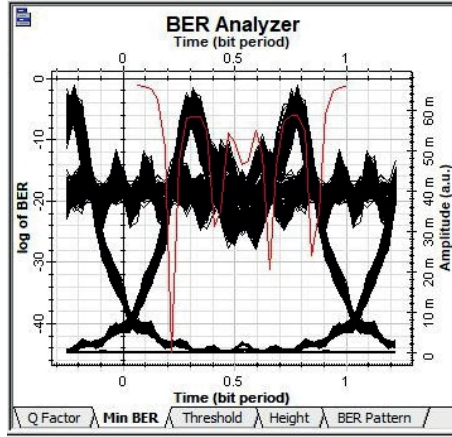 BER Analyzer
Time (bit period)
0 0.5 1
0
-10
-20
-30
40
log of BER
60 m
50 m
40 m
30 m
20 m
10 m
0
Amplitude (a.u.)
0 0.5 1
Time (bit period)
Q Factor Min BER Threshold Height BER Pattern